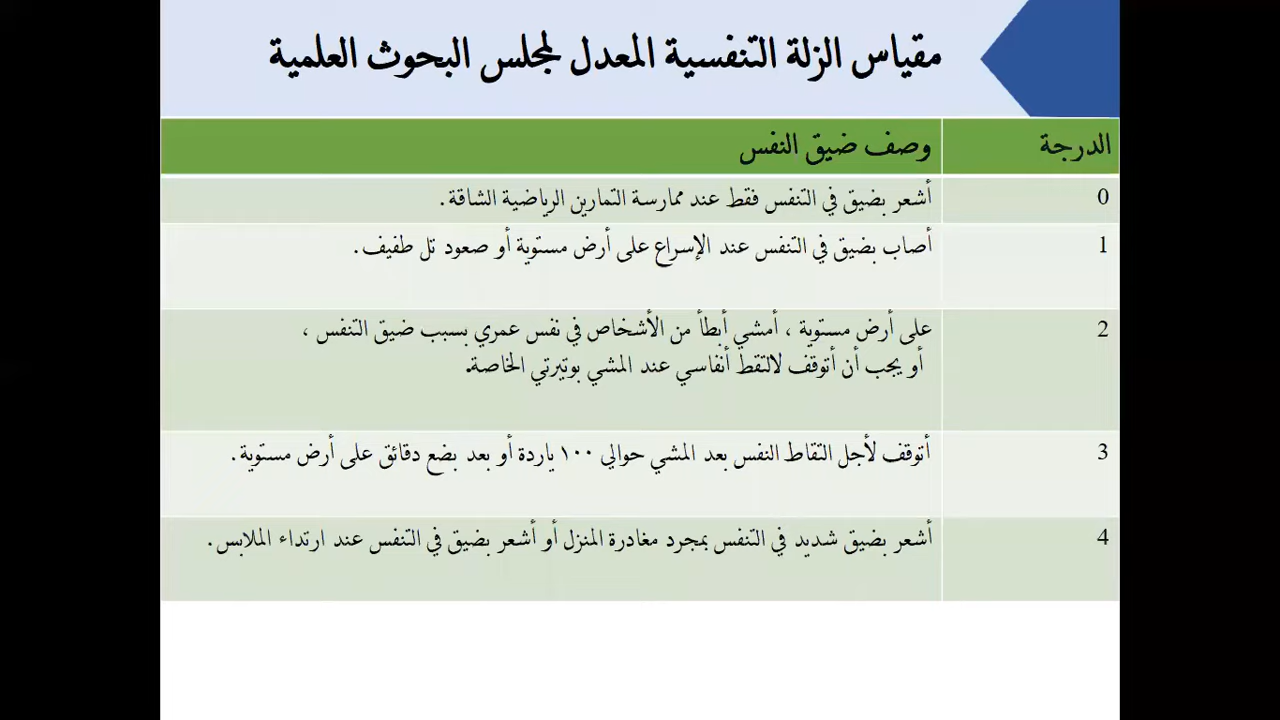 مقياس الزلة التنفسية المعدل لمجلس البحوث العلمية
الدرجة وصف ضيق النفس
0 أشعر بضيق في التنفس فقط عند ممارسة التمارين الرياضية الشاقة.
1 أصاب بضيق في التنفس عند الإسراع على أرض مستوية أو صعود تل طفيف.
2 على أرض مستوية ، أمشي أبطأ من الأشخاص في نفس عمري بسبب ضيق التنفس ،
أو يجب أن أتوقف لالتقط أنفاسي عند المشي بوتيرتي الخاصة.
3 أتوقف لأجل التقاط النفس بعد المشي حوالي ١٠٠ ياردة أو بعد بضع دقائق على أرض مستوية.
4 أشعر بضيق شديد في التنفس بمجرد مغادرة المنزل أو أشعر بضيق في التنفس عند ارتداء الملابس.